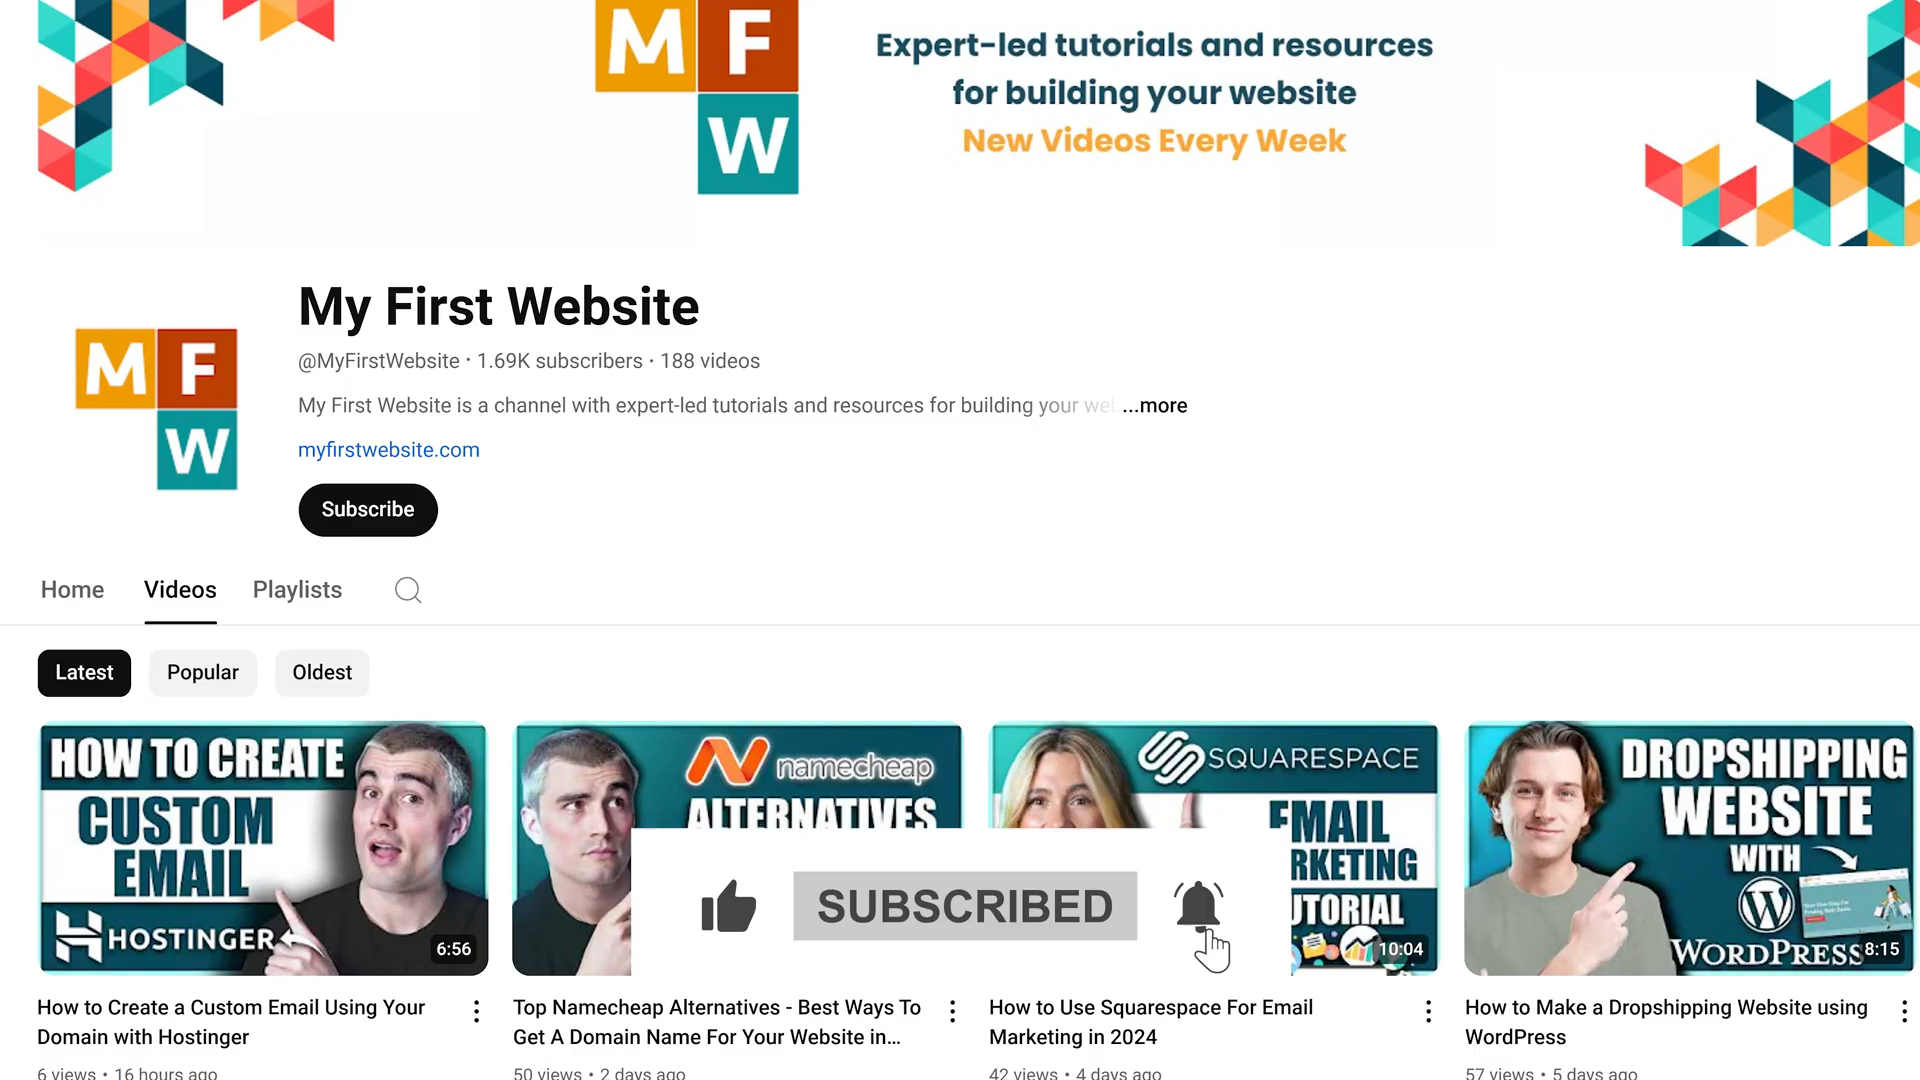 M F
W
Expert-led tutorials and resources
for building your website
New Videos Every Week
My First Website
@MyFirstWebsite · 1.69K subscribers · 188 videos
My First Website is a channel with expert-led tutorials and resources for building your web ...more
myfirstwebsite.com
M F
W
Subscribe
Home Videos Playlists
Latest Popular Oldest
HOW TO CREATE
CUSTOM
EMAIL
HOSTINGER
6:56
namecheap
ALTERNATIVES
SQUARESPACE
EMAIL
RKETING
UTORIAL
10:04
DROPSHIPPING
WEBSITE
WITH
WORDPRESS
8:15
SUBSCRIBED
How to Create a Custom Email Using Your
Domain with Hostinger
6 views • 16 hours ago
Top Namecheap Alternatives - Best Ways To
Get A Domain Name For Your Website in...
50 views • 2 days ago
How to Use Squarespace For Email
Marketing in 2024
42 views • 4 days ago
How to Make a Dropshipping Website using
WordPress
57 views • 5 days ago